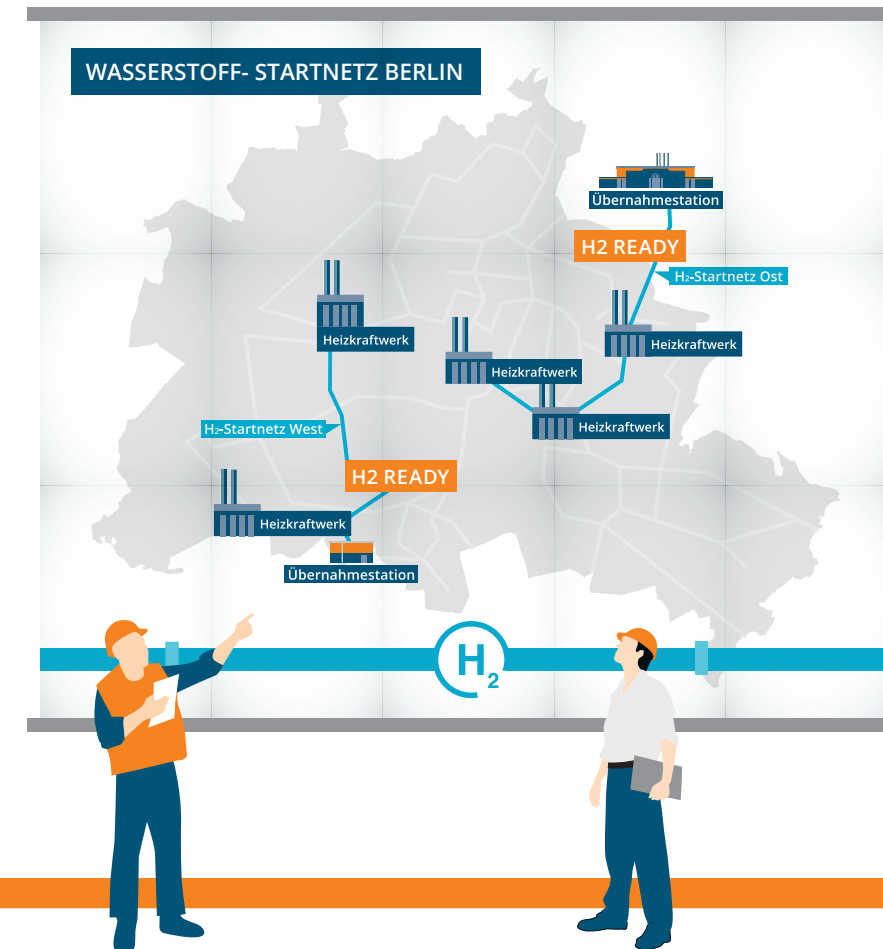 WASSERSTOFF- STARTNETZ BERLIN
Übernahmestation
H2 READY
H₂-Startnetz Ost
Heizkraftwerk
Heizkraftwerk
Heizkraftwerk
Heizkraftwerk
H₂-Startnetz West
H2 READY
Heizkraftwerk
Übernahmestation
H₂